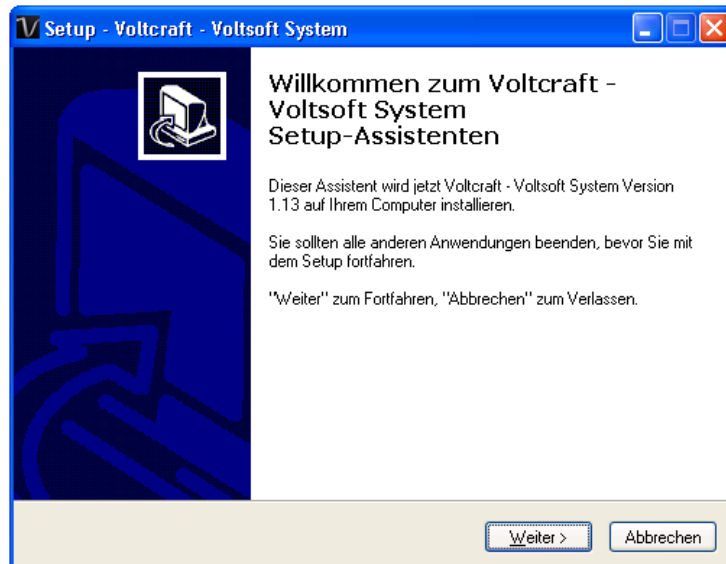 Setup - Voltcraft - Voltsoft System
Willkommen zum Voltcraft -
Voltsoft System
Setup-Assistenten
Dieser Assistent wird jetzt Voltcraft - Voltsoft System Version
1.13 auf Ihrem Computer installieren.
Sie sollten alle anderen Anwendungen beenden, bevor Sie mit
dem Setup fortfahren.
"Weiter" zum Fortfahren, "Abbrechen" zum Verlassen.
Weiter >
Abbrechen